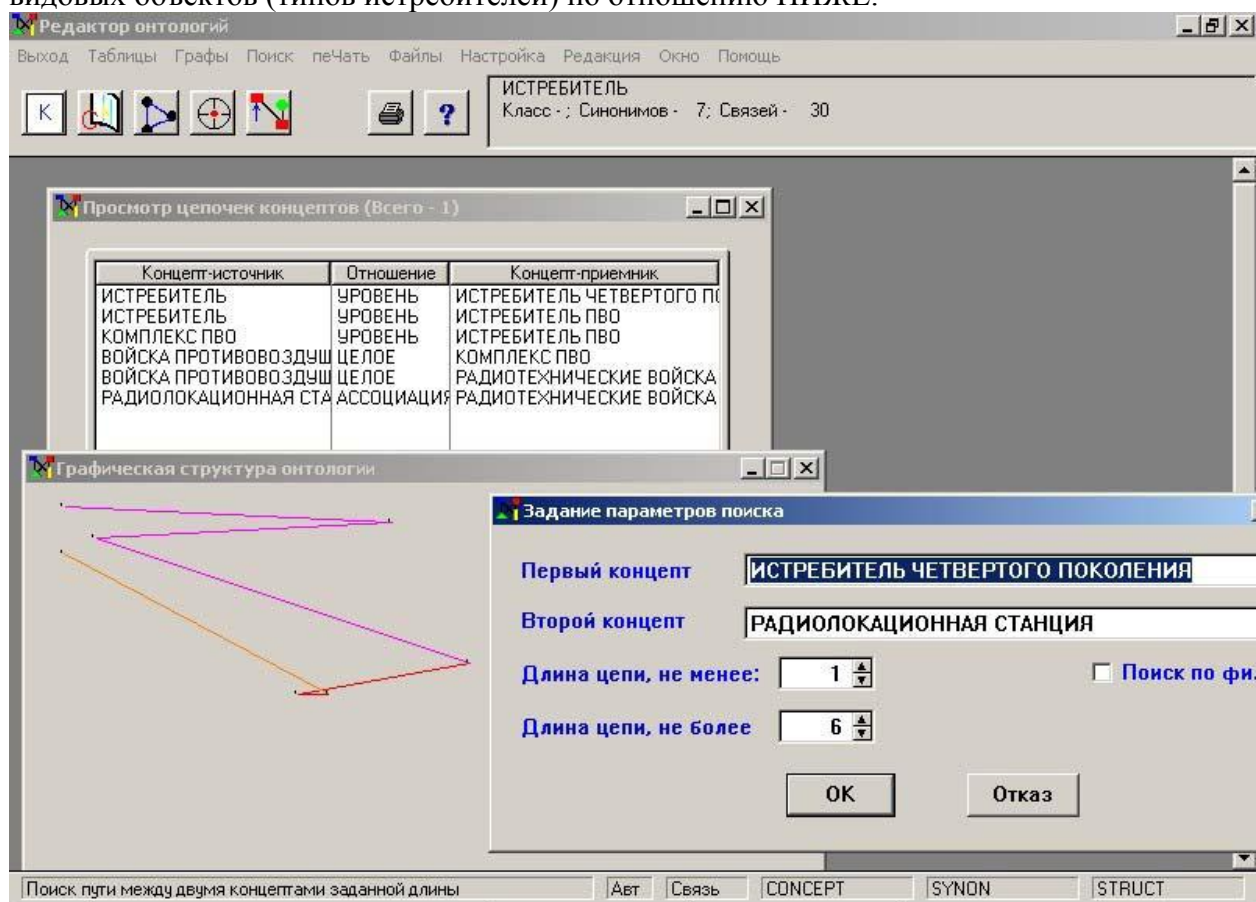 видовых объектов (типов истребителей) по отношению НИЖЕ.
Редактор онтологий
Выход Таблицы Графы Поиск пеЧать Файлы Настройка Редакция Окно Помощь
ИСТРЕБИТЕЛЬ
К ? Класс - ; Синонимов - 7; Связей - 30
Просмотр цепочек концептов (Всего - 1)
Концепт-источник Отношение Концепт-приемник
ИСТРЕБИТЕЛЬ УРОВЕНЬ ИСТРЕБИТЕЛЬ ЧЕТВЕРТОГО ПО
ИСТРЕБИТЕЛЬ УРОВЕНЬ ИСТРЕБИТЕЛЬ ПВО
КОМПЛЕКС ПВО УРОВЕНЬ ИСТРЕБИТЕЛЬ ПВО
ВОЙСКА ПРОТИВОВОЗДУШ ЦЕЛОЕ КОМПЛЕКС ПВО
ВОЙСКА ПРОТИВОВОЗДУШ ЦЕЛОЕ РАДИОТЕХНИЧЕСКИЕ ВОЙСКА
РАДИОЛОКАЦИОННАЯ СТА АССОЦИАЦИЯ РАДИОТЕХНИЧЕСКИЕ ВОЙСКА
Графическая структура онтологии
Задание параметров поиска
Первый концепт ИСТРЕБИТЕЛЬ ЧЕТВЕРТОГО ПОКОЛЕНИЯ
Второй концепт РАДИОЛОКАЦИОННАЯ СТАНЦИЯ
Длина цепи, не менее: 1 Поиск по фи.
Длина цепи, не более 6
OK Отказ
Поиск пути между двумя концептами заданной длины Авт Связь CONCEPT SYNON STRUCT